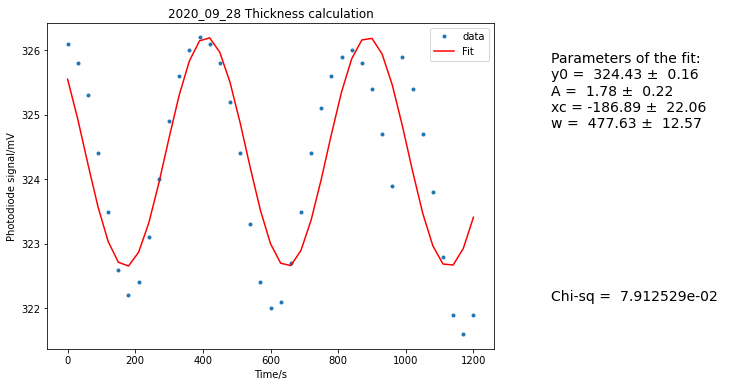 2020_09_28 Thickness calculation
326
325
324
323
322
Photodiode signal/mV
0
200
400
600
800
1000
1200
Time/s
data
Fit
Parameters of the fit:
y0 =  324.43 ±  0.16
A =  1.78 ±  0.22
xc = -186.89 ±  22.06
w =  477.63 ±  12.57
Chi-sq =  7.912529e-02